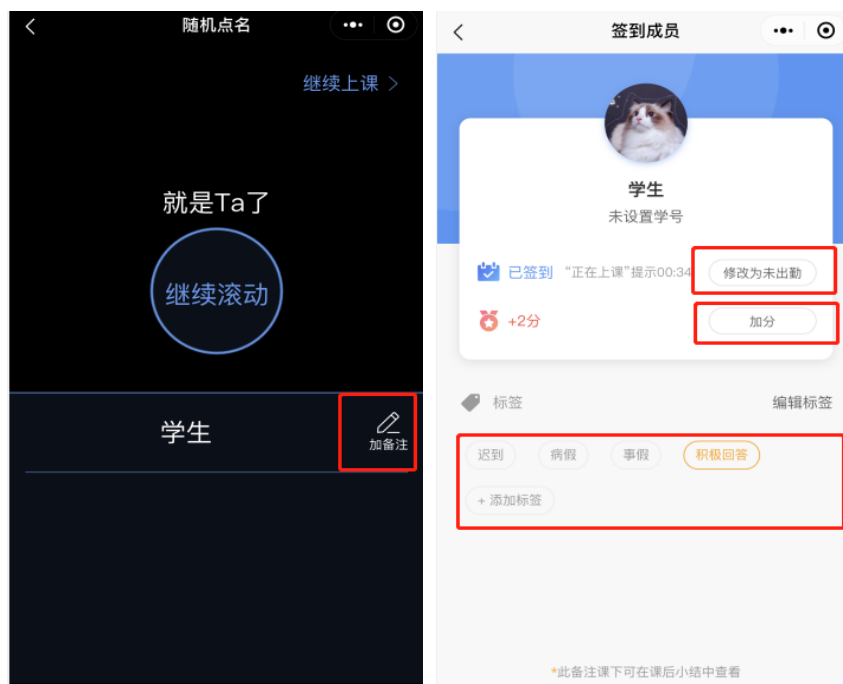 随机点名
继续上课 >
就是Ta了
继续滚动
学生
加备注
签到成员
学生
未设置学号
已签到 “正在上课”提示00:34 修改为未出勤
+2分 加分
标签 编辑标签
迟到 病假 事假 积极回答
+ 添加标签
*此备注课下可在课后小结中查看